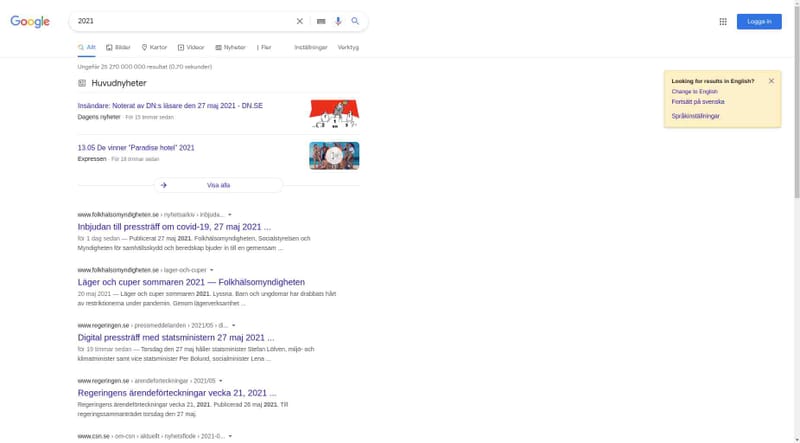 Google
2021
Logga in
Allt Bilder Kartor Videor Nyheter Fler Inställningar Verktyg
Ungefär 25 270 000 000 resultat (0,70 sekunder)
Huvudnyheter
Insändare: Noterat av DN:s läsare den 27 maj 2021 - DN.SE
Dagens nyheter · För 15 timmar sedan
13.05 De vinner "Paradise hotel" 2021
Expressen · För 18 timmar sedan
Visa alla
www.folkhalsomyndigheten.se › nyhetsarkiv › inbjuda...
Inbjudan till pressträff om covid-19, 27 maj 2021 ...
för 1 dag sedan — Publicerat 27 maj 2021. Folkhälsomyndigheten, Socialstyrelsen och
Myndigheten för samhällsskydd och beredskap bjuder in till en gemensam ...
www.folkhalsomyndigheten.se › lager-och-cuper
Läger och cuper sommaren 2021 — Folkhälsomyndigheten
20 maj 2021 — Läger och cuper sommaren 2021. Lyssna. Barn och ungdomar har drabbats hårt
av restriktionerna under pandemin. Genom lägerverksamhet ...
www.regeringen.se › pressmeddelanden › 2021/05 › di...
Digital pressträff med statsministern 27 maj 2021 ...
för 19 timmar sedan — Torsdag den 27 maj håller statsminister Stefan Löfven, miljö- och
klimatminister samt vice statsminister Per Bolund, socialminister Lena ...
www.regeringen.se › arendeforteckningar › 2021/05
Regeringens ärendeförteckningar vecka 21, 2021 ...
Regeringens ärendeförteckningar vecka 21, 2021. Publicerad 26 maj 2021. Till
regeringssammanträdet torsdag den 27 maj.
www.csn.se › om-csn › aktuellt › nyhetsflode › 2021-0...
Looking for results in English?
Change to English
Fortsätt på svenska
Språkinställningar